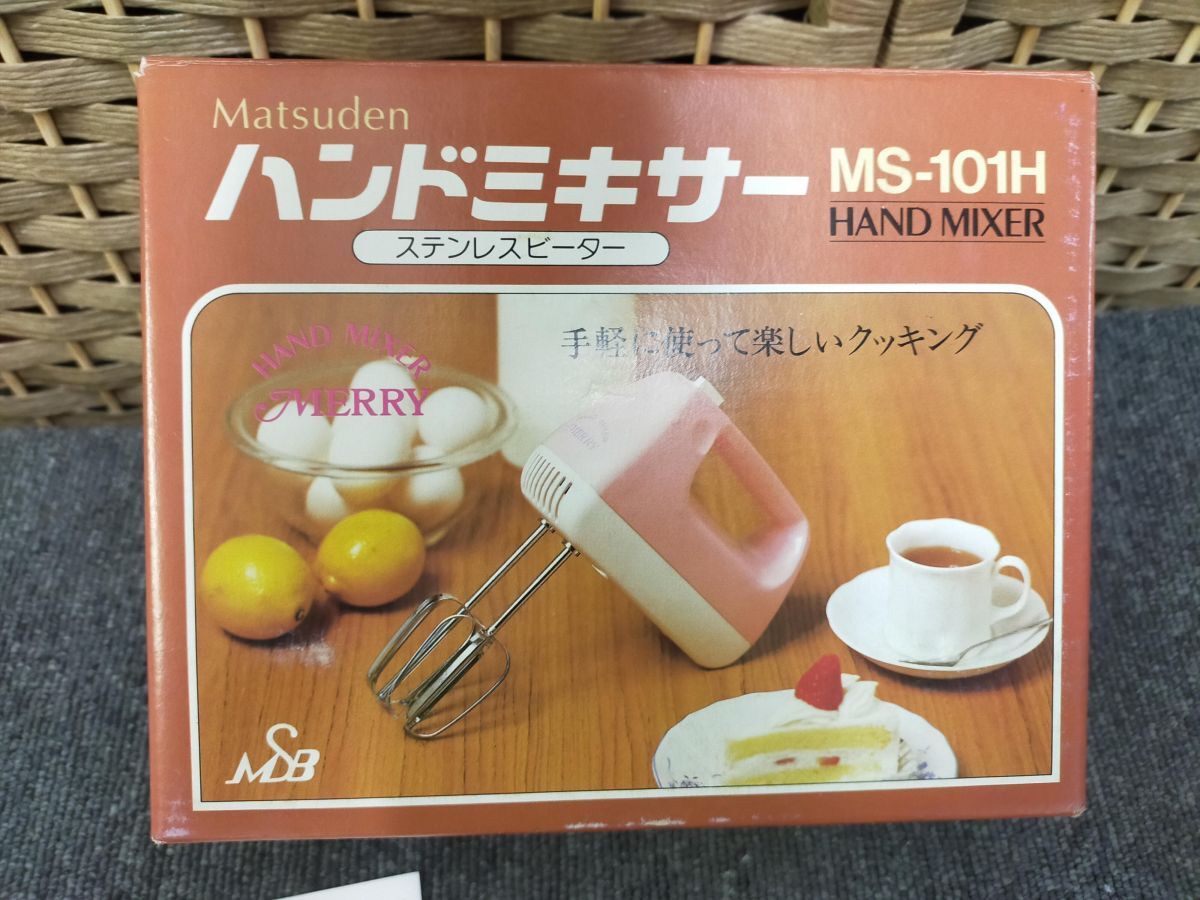 Matsuden
ハンドミキサー
MS-101H
HAND MIXER
ステンレスビーター
手軽に使って楽しいクッキング
HAND MIXER
MERRY
MERRY
MSB